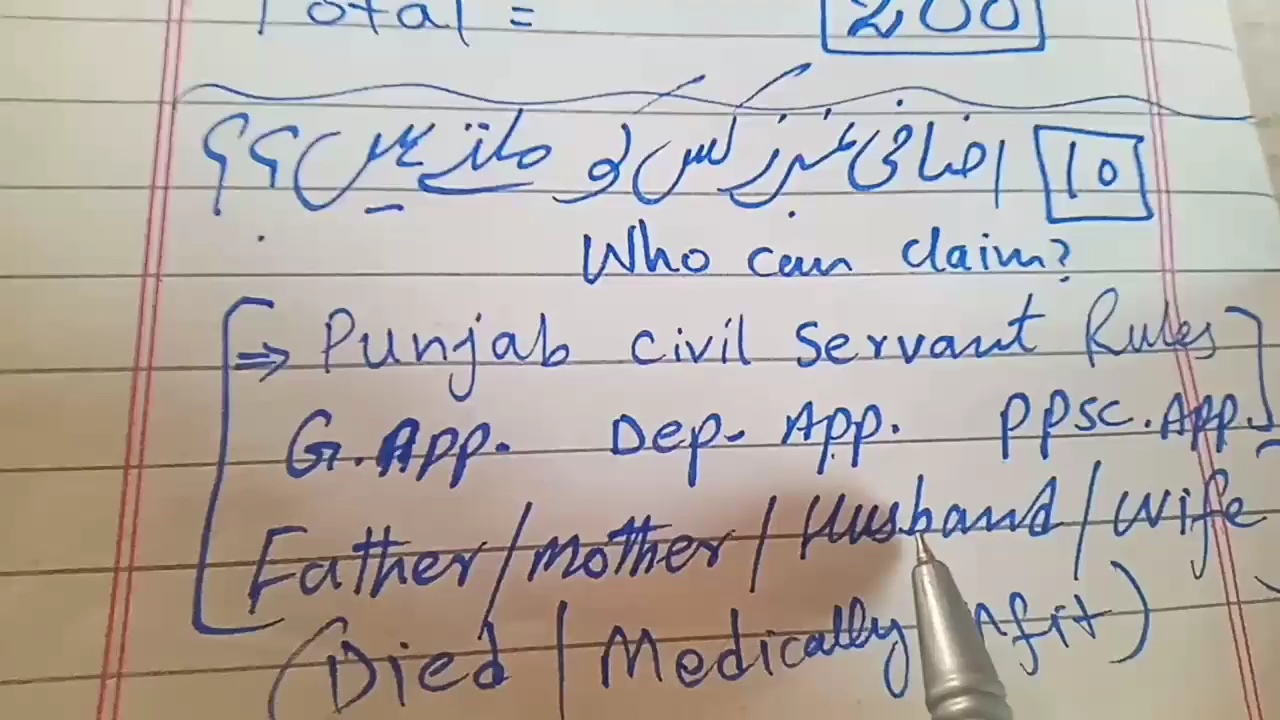 Total = 200
10 اضافی نمبرز کس کو ملتے ہیں؟؟
Who can claim?
⇒ Punjab civil servant Rules
G. App. Dep. App. PPSC. App.
Father/mother/Husband/wife
(Died / Medically